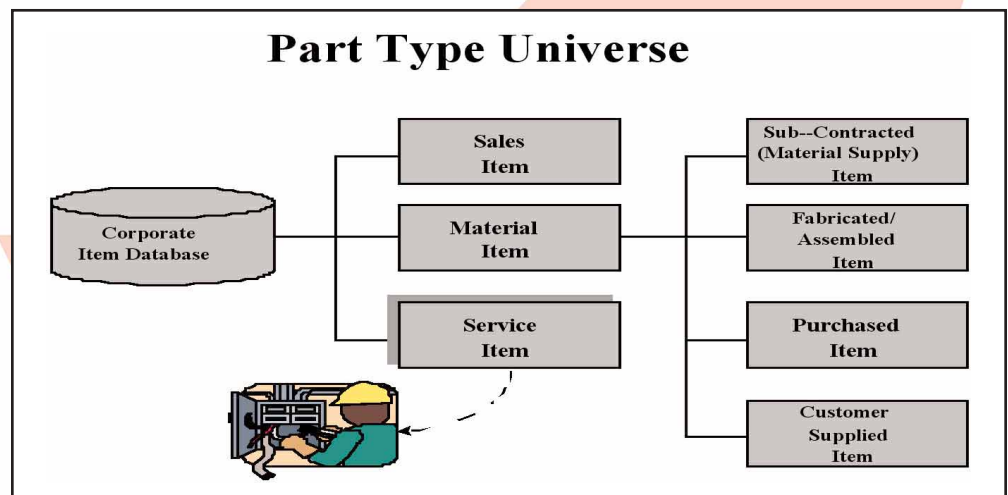 Part Type Universe
Corporate
Item Database
Sales
Item
Material
Item
Service
Item
Sub--Contracted
(Material Supply)
Item
Fabricated/
Assembled
Item
Purchased
Item
Customer
Supplied
Item